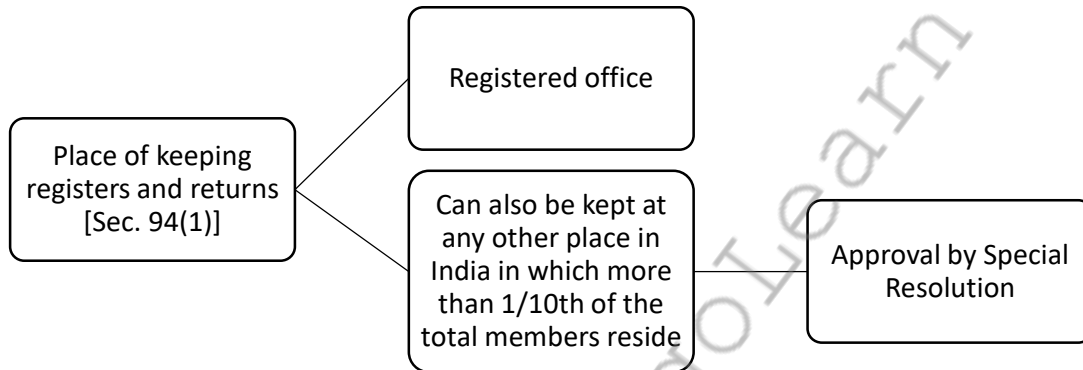 Registered office
Place of keeping
registers and returns
[Sec. 94(1)]
Can also be kept at
any other place in
India in which more
than 1/10th of the
total members reside
Approval by Special
Resolution
oLearn